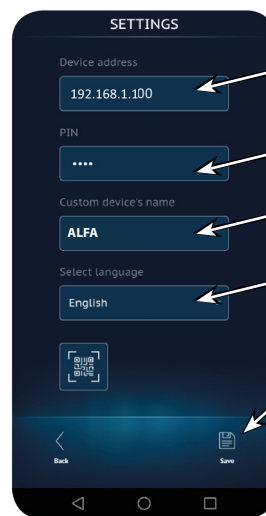 SETTINGS
Device address
192.168.1.100
PIN
••••
Custom device's name
ALFA
Select language
English
Back
Save